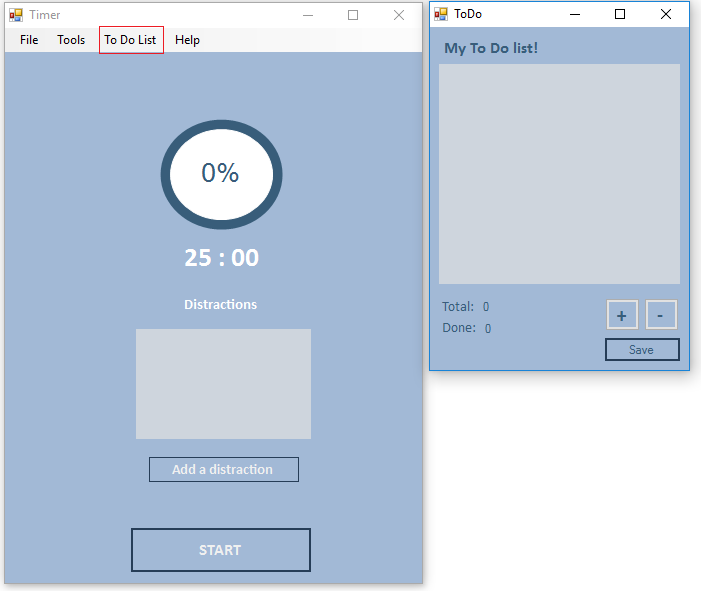 Timer
File Tools To Do List Help
0%
25 : 00
Distractions
Add a distraction
START
ToDo
My To Do list!
Total: 0
Done: 0
+ -
Save